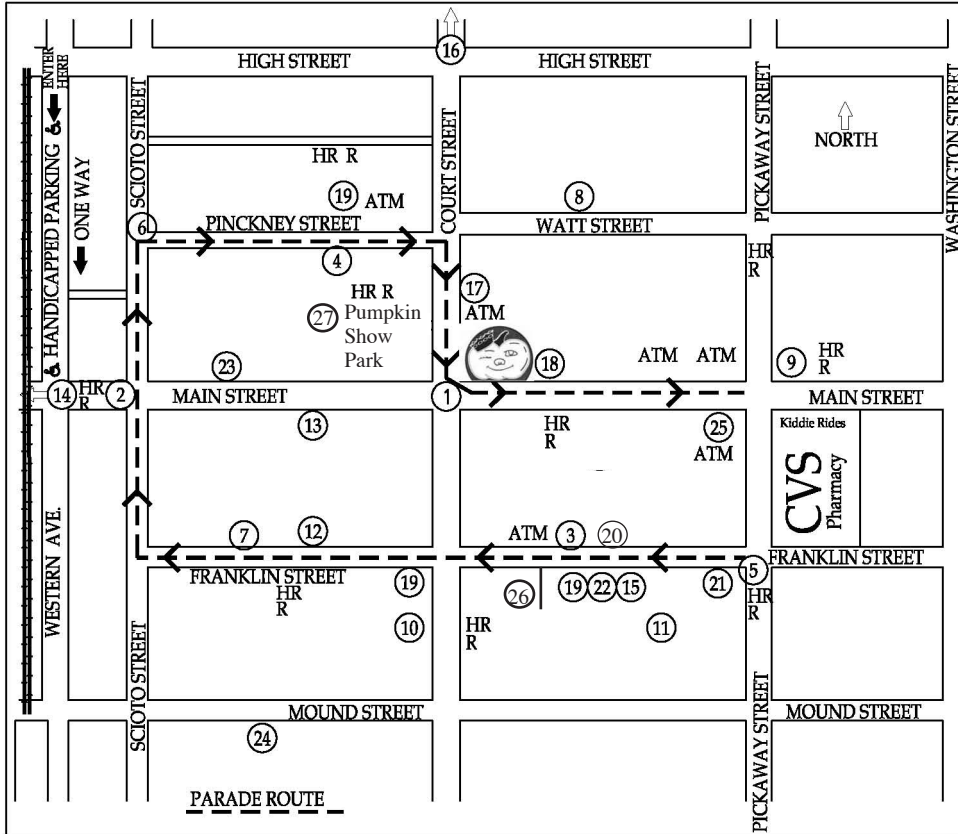 16
HIGH STREET
HIGH STREET
ENTER
HERE
HANDICAPPED PARKING
ONE WAY
SCIOTO STREET
COURT STREET
PICKAWAY STREET
WASHINGTON STREET
NORTH
HR R
19
ATM
8
6
PINCKNEY STREET
WATT STREET
4
HR
R
HR R
17
27
Pumpkin
Show
Park
ATM
23
18
ATM
ATM
9
HR
R
14
HR
R
2
MAIN STREET
1
MAIN STREET
13
HR
R
25
ATM
Kiddie Rides
CVS
Pharmacy
7
12
ATM
3
20
FRANKLIN STREET
WESTERN AVE.
FRANKLIN STREET
19
5
HR
R
26
19
22
15
21
HR
R
10
HR
R
11
SCIOTO STREET
MOUND STREET
PICKAWAY STREET
MOUND STREET
24
PARADE ROUTE